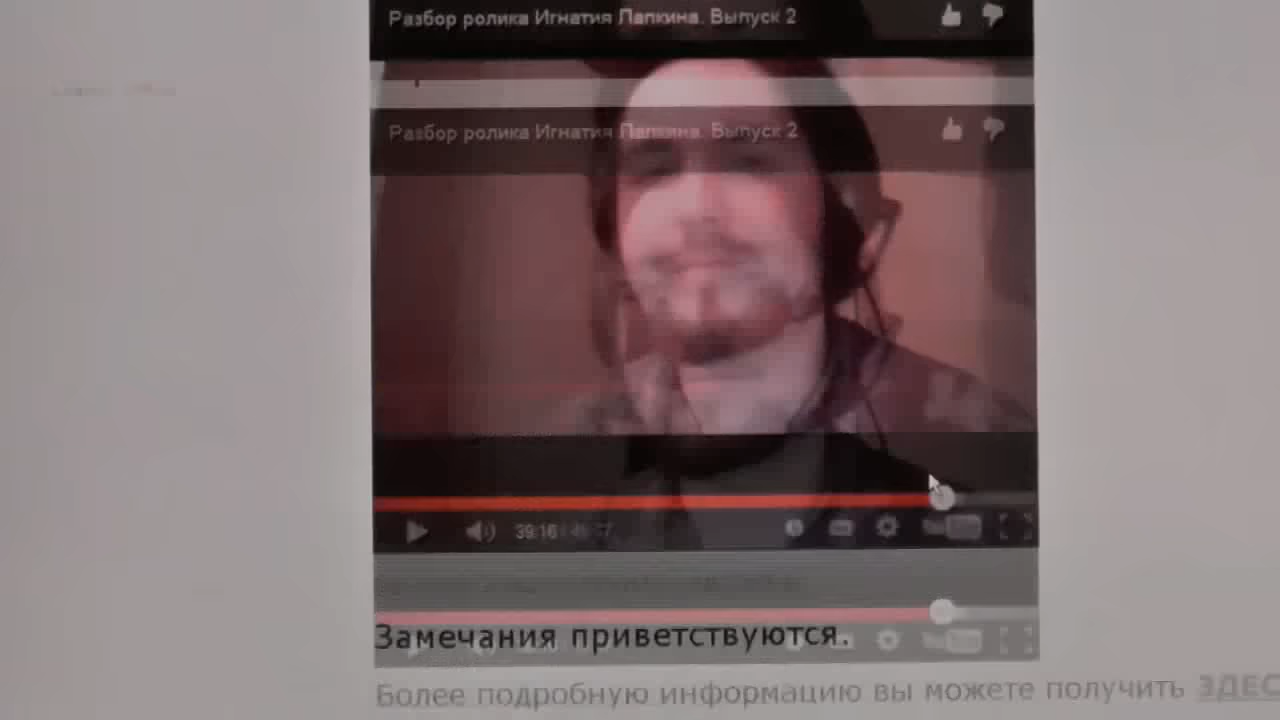 Разбор ролика Игнатия Лапкина. Выпуск 2
Разбор ролика Игнатия Лапкина. Выпуск 2
39:16
Замечания приветствуются.
Более подробную информацию вы можете получить ЗДЕС